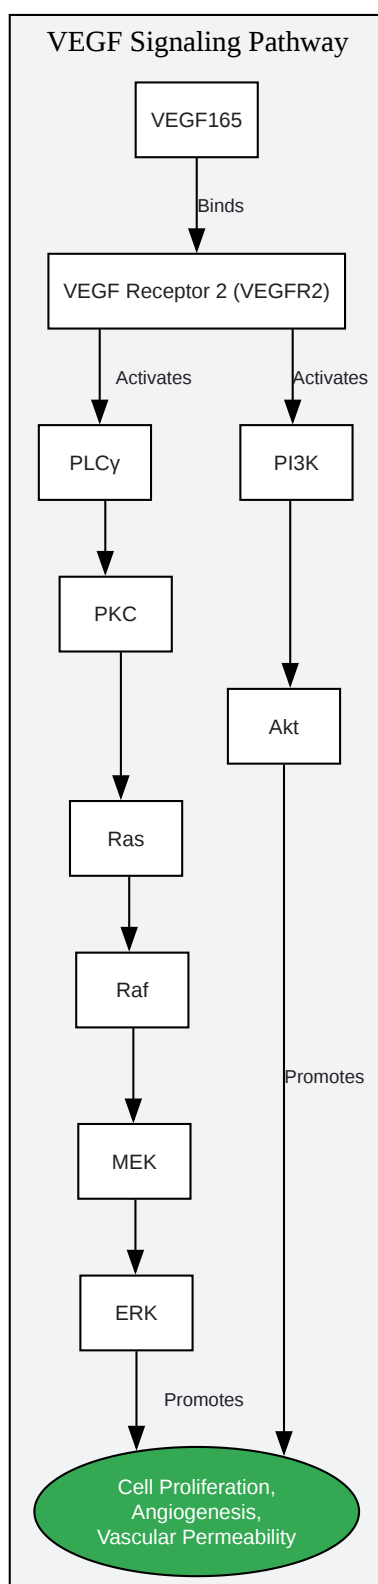 VEGF Signaling Pathway
VEGF165
Binds
VEGF Receptor 2 (VEGFR2)
Activates
Activates
PLCγ
PI3K
PKC
Akt
Ras
Raf
Promotes
MEK
ERK
Promotes
Cell Proliferation,
Angiogenesis,
Vascular Permeability